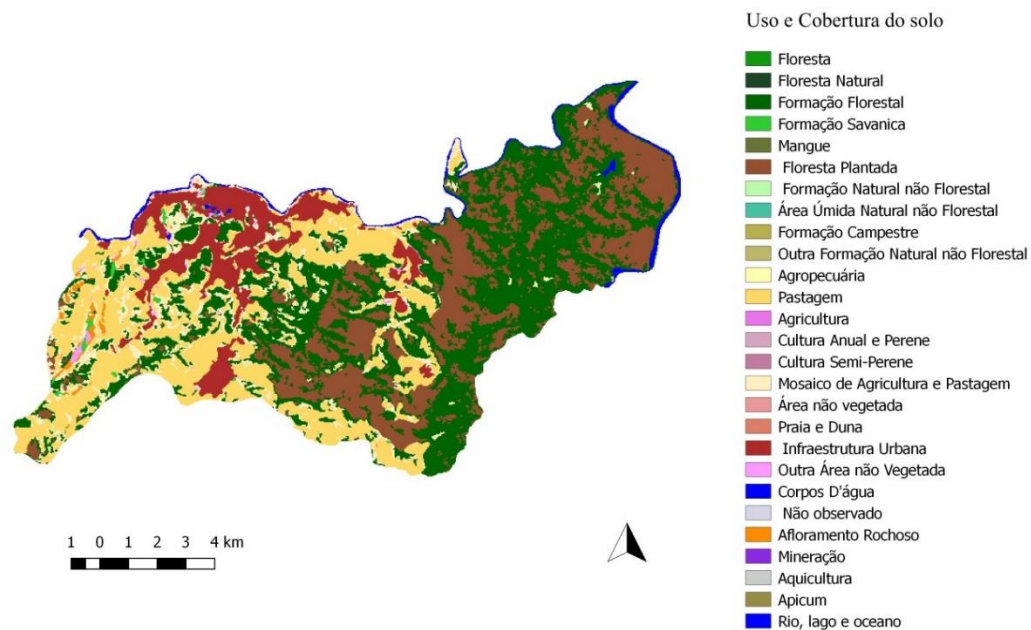 Uso e Cobertura do solo
Floresta
Floresta Natural
Formação Florestal
Formação Savanica
Mangue
Floresta Plantada
Formação Natural não Florestal
Área Úmida Natural não Florestal
Formação Campestre
Outra Formação Natural não Florestal
Agropecuária
Pastagem
Agricultura
Cultura Anual e Perene
Cultura Semi-Perene
Mosaico de Agricultura e Pastagem
Área não vegetada
Praia e Duna
Infraestrutura Urbana
Outra Área não Vegetada
Corpos D'água
Não observado
Afloramento Rochoso
Mineração
Aquicultura
Apicum
Rio, lago e oceano
1 0 1 2 3 4 km